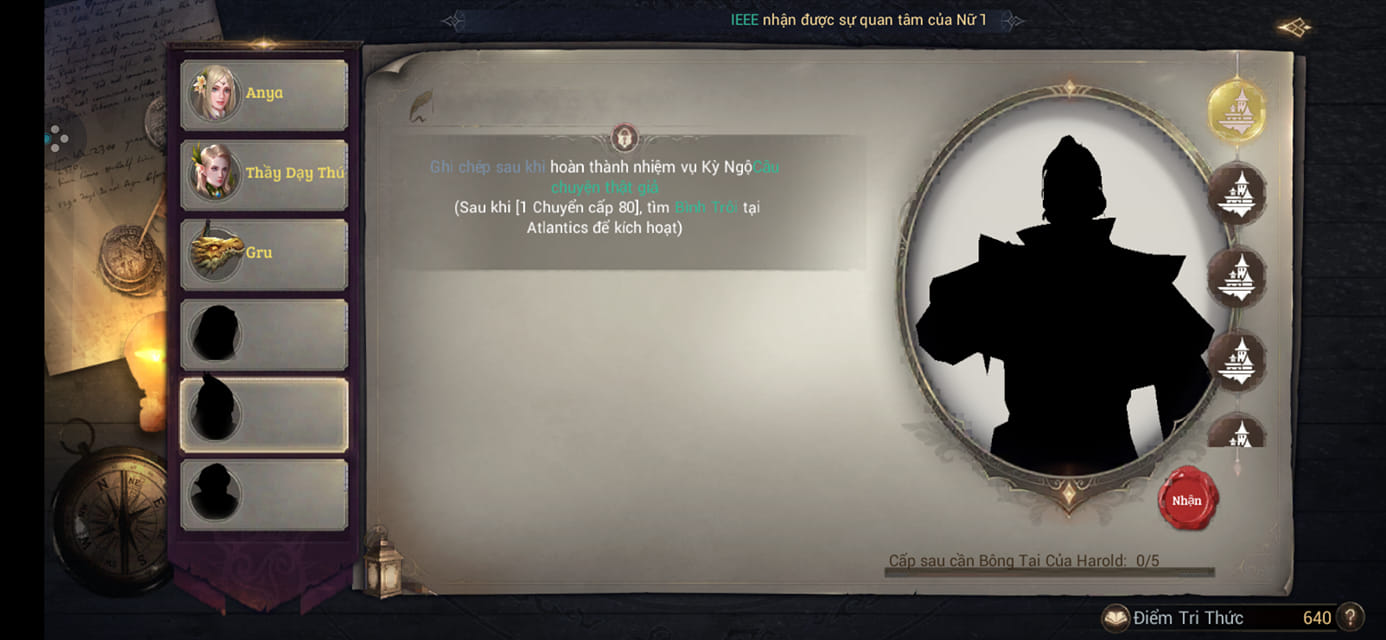 IEEE nhận được sự quan tâm của Nữ 1
Anya
Thầy Dạy Thú
Gru
Ghi chép sau khi hoàn thành nhiệm vụ Kỳ NgộCâu
chuyện thật giả
(Sau khi [1 Chuyển cấp 80], tìm Bình Trôi tại
Atlantics để kích hoạt)
Nhận
Cấp sau cần Bông Tai Của Harold: 0/5
Điểm Tri Thức 640 ?